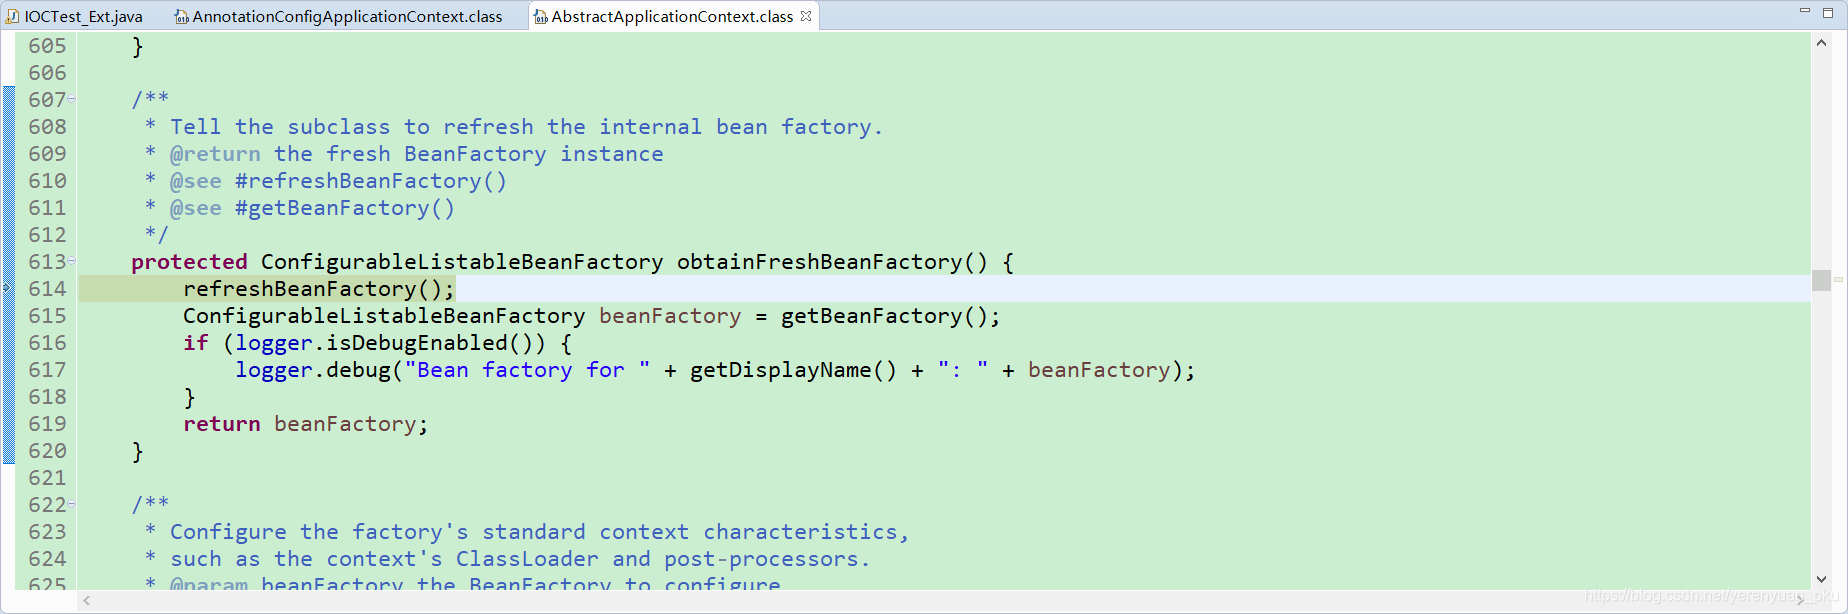 IOCTest_Ext.java AnnotationConfigApplicationContext.class AbstractApplicationContext.class
605 }
606
607 /**
608 * Tell the subclass to refresh the internal bean factory.
609 * @return the fresh BeanFactory instance
610 * @see #refreshBeanFactory()
611 * @see #getBeanFactory()
612 */
613 protected ConfigurableListableBeanFactory obtainFreshBeanFactory() {
614 refreshBeanFactory();
615 ConfigurableListableBeanFactory beanFactory = getBeanFactory();
616 if (logger.isDebugEnabled()) {
617 logger.debug("Bean factory for " + getDisplayName() + ": " + beanFactory);
618 }
619 return beanFactory;
620 }
621
622 /**
623 * Configure the factory's standard context characteristics,
624 * such as the context's ClassLoader and post-processors.
625 * @param beanFactory the BeanFactory to configure
https://blog.csdn.net/yerenyuan_pku